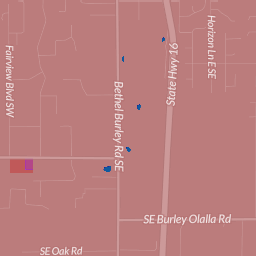 Fairview Blvd SW
Bethel Burley Rd SE
State Hwy 16
Horizon Ln E SE
SE Burley Olalla Rd
SE Oak Rd